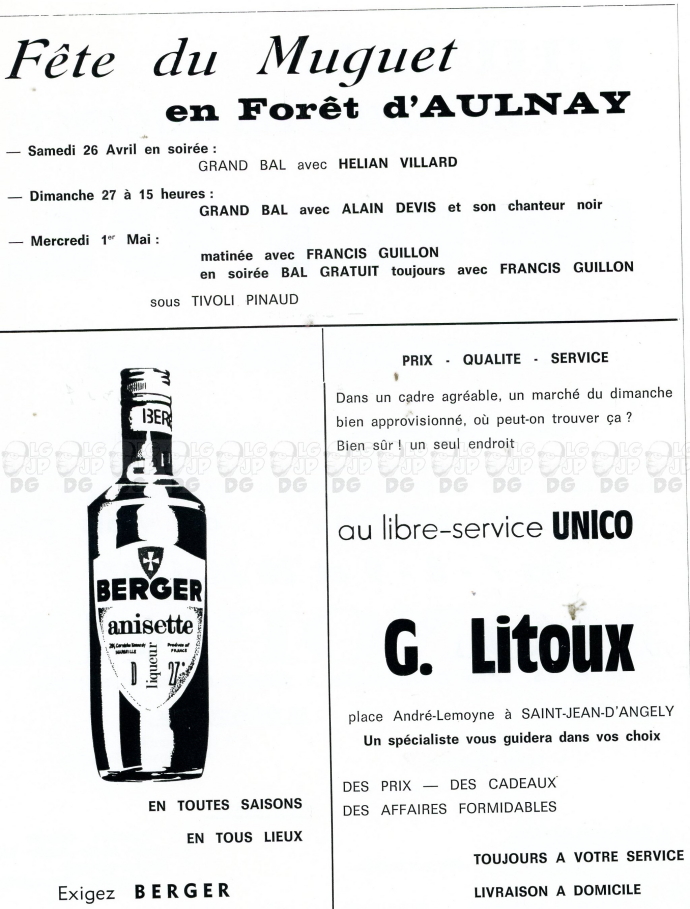 Fête du Muguet
en Forêt d'AULNAY
— Samedi 26 Avril en soirée :
GRAND BAL avec HELIAN VILLARD
— Dimanche 27 à 15 heures :
GRAND BAL avec ALAIN DEVIS et son chanteur noir
— Mercredi 1er Mai :
matinée avec FRANCIS GUILLON
en soirée BAL GRATUIT toujours avec FRANCIS GUILLON
sous TIVOLI PINAUD
BERGER
anisette
MARSEILLE
Produce of
FRANCE
liqueur
D 27°
EN TOUTES SAISONS
EN TOUS LIEUX
Exigez BERGER
PRIX - QUALITE - SERVICE
Dans un cadre agréable, un marché du dimanche
bien approvisionné, où peut-on trouver ça ?
Bien sûr ! un seul endroit
au libre-service UNICO
G. Litoux
place André-Lemoyne à SAINT-JEAN-D'ANGELY
Un spécialiste vous guidera dans vos choix
DES PRIX — DES CADEAUX
DES AFFAIRES FORMIDABLES
TOUJOURS A VOTRE SERVICE
LIVRAISON A DOMICILE